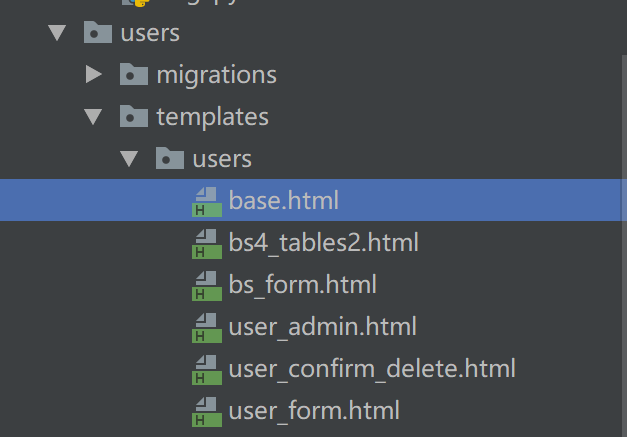 users
migrations
templates
users
base.html
bs4_tables2.html
bs_form.html
user_admin.html
user_confirm_delete.html
user_form.html